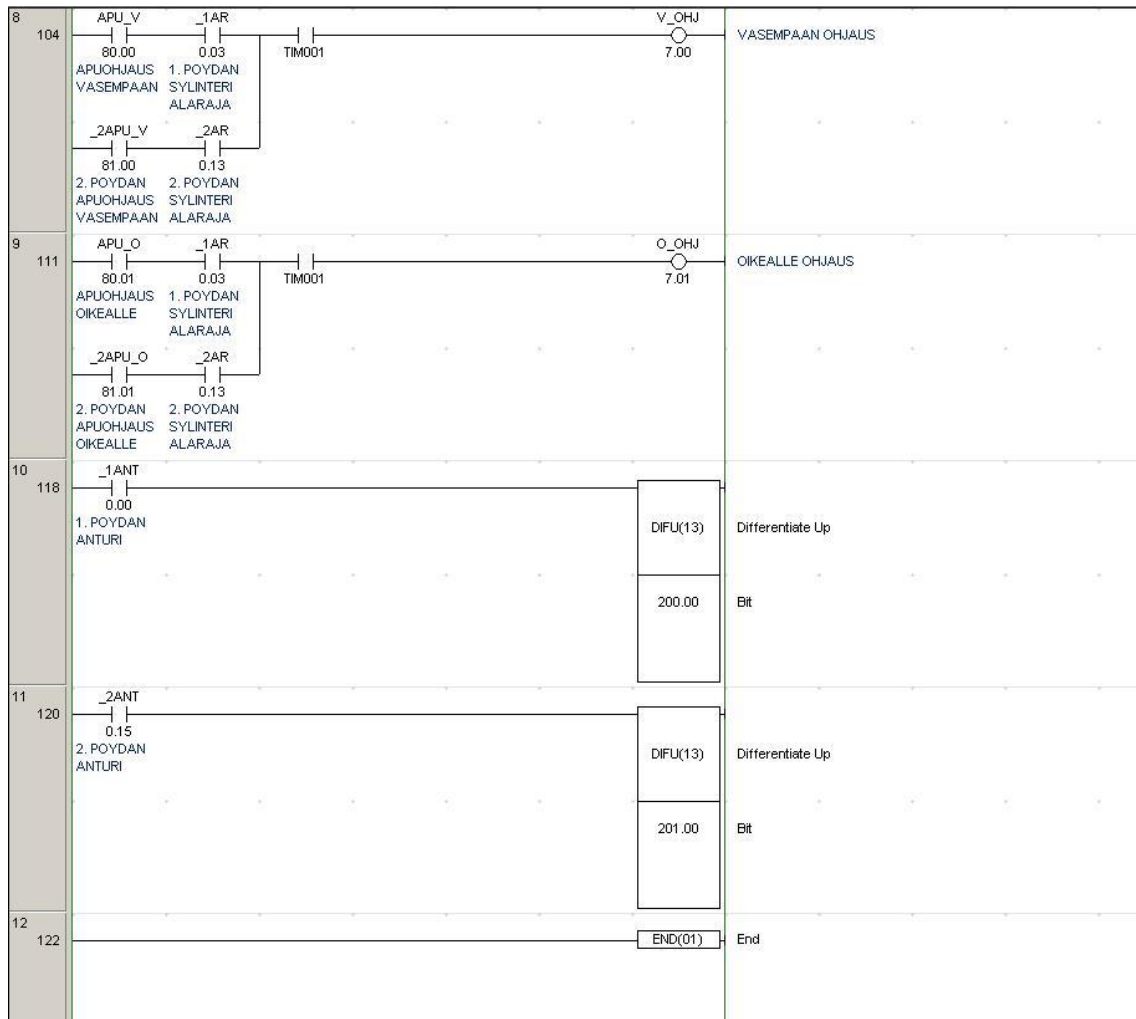 8
APU_V _1AR V_OHJ
104 VASEMPAAN OHJAUS
80.00 0.03 TIM001 7.00
APUOHJAUS 1. POYDAN
VASEMPAAN SYLINTERI
ALARAJA
_2APU_V _2AR
81.00 0.13
2. POYDAN 2. POYDAN
APUOHJAUS SYLINTERI
VASEMPAAN ALARAJA
9
APU_O _1AR O_OHJ
111 OIKEALLE OHJAUS
80.01 0.03 TIM001 7.01
APUOHJAUS 1. POYDAN
OIKEALLE SYLINTERI
ALARAJA
_2APU_O _2AR
81.01 0.13
2. POYDAN 2. POYDAN
APUOHJAUS SYLINTERI
OIKEALLE ALARAJA
10
_1ANT
118
0.00
1. POYDAN
ANTURI
DIFU(13) Differentiate Up
200.00 Bit
11
_2ANT
120
0.15
2. POYDAN
ANTURI
DIFU(13) Differentiate Up
201.00 Bit
12
122 END(01) End